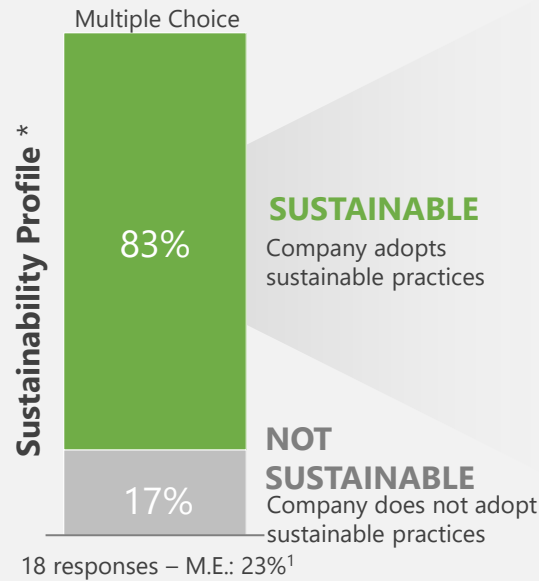 Multiple Choice
Sustainability Profile *
83%
SUSTAINABLE
Company adopts
sustainable practices
17%
NOT
SUSTAINABLE
Company does not adopt
sustainable practices
18 responses – M.E.: 23%¹